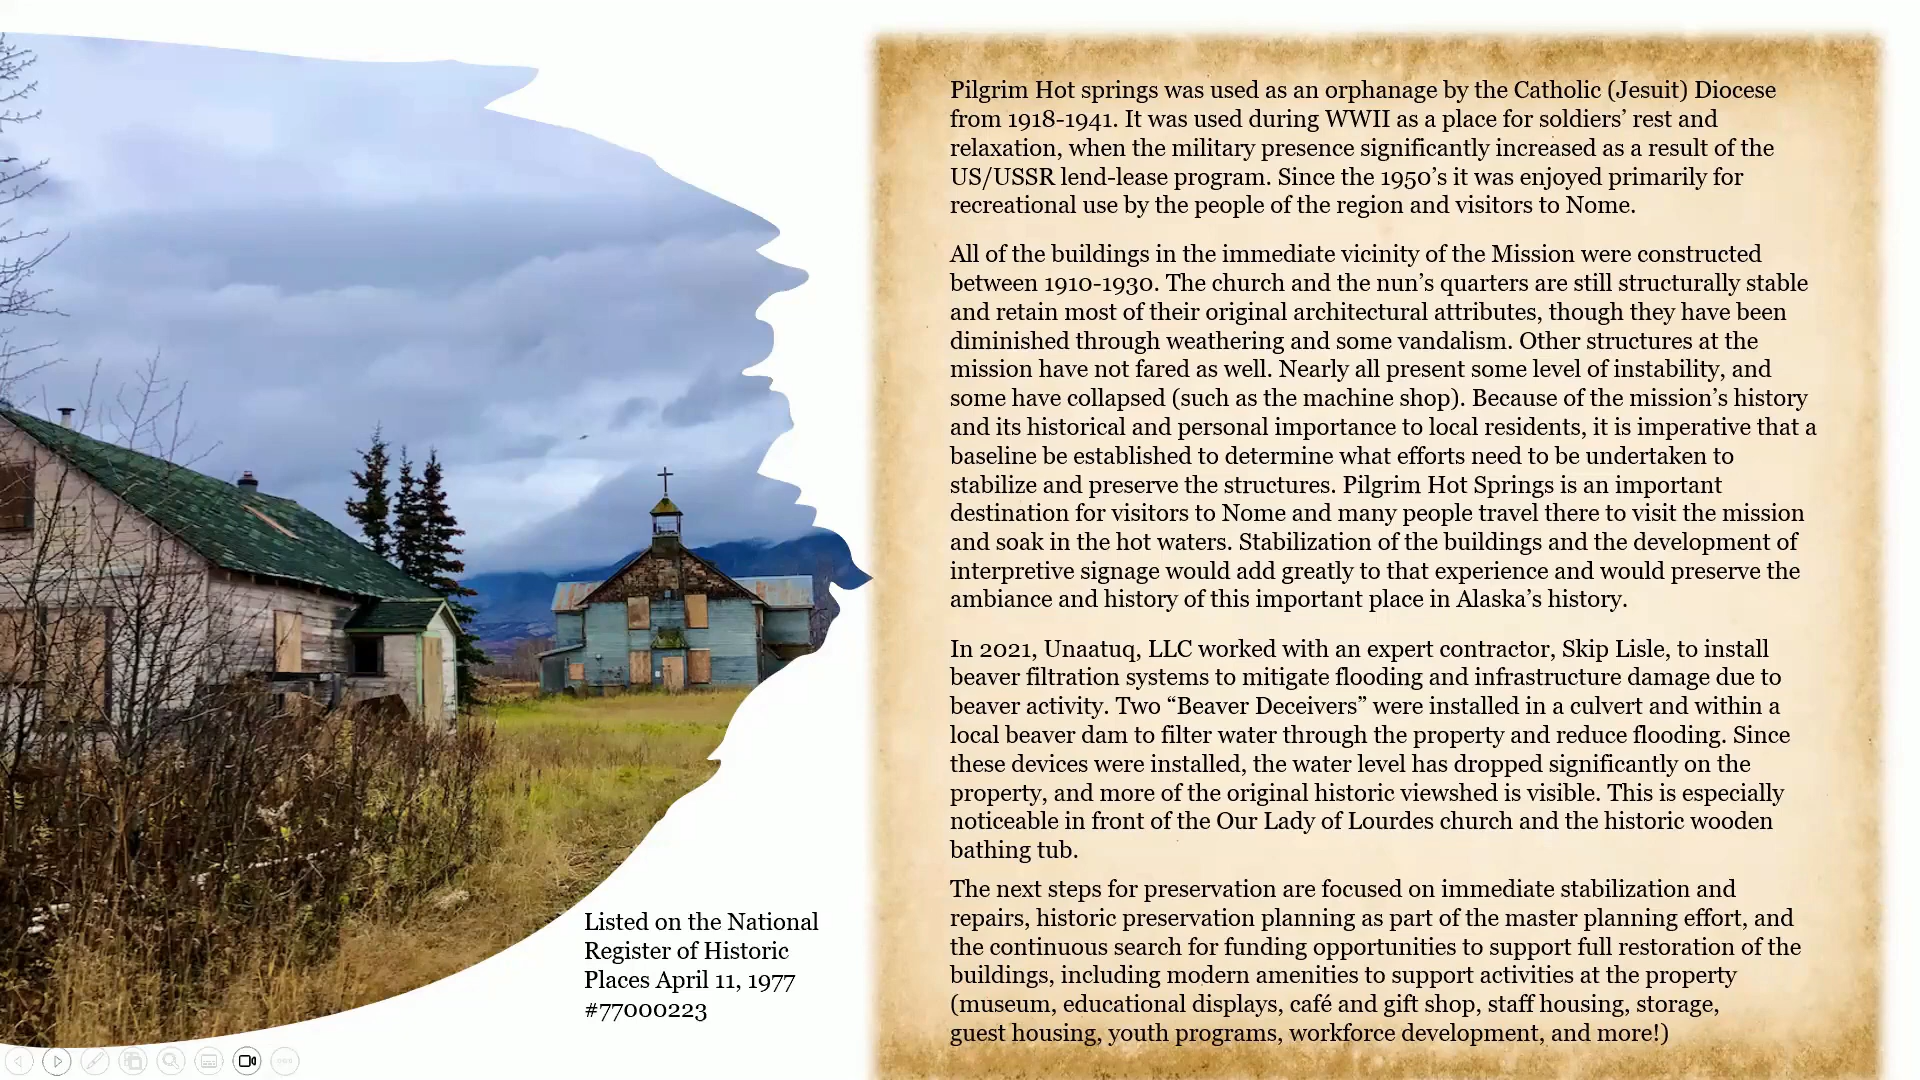 Pilgrim Hot springs was used as an orphanage by the Catholic (Jesuit) Diocese
from 1918-1941. It was used during WWII as a place for soldiers’ rest and
relaxation, when the military presence significantly increased as a result of the
US/USSR lend-lease program. Since the 1950’s it was enjoyed primarily for
recreational use by the people of the region and visitors to Nome.
All of the buildings in the immediate vicinity of the Mission were constructed
between 1910-1930. The church and the nun’s quarters are still structurally stable
and retain most of their original architectural attributes, though they have been
diminished through weathering and some vandalism. Other structures at the
mission have not fared as well. Nearly all present some level of instability, and
some have collapsed (such as the machine shop). Because of the mission’s history
and its historical and personal importance to local residents, it is imperative that a
baseline be established to determine what efforts need to be undertaken to
stabilize and preserve the structures. Pilgrim Hot Springs is an important
destination for visitors to Nome and many people travel there to visit the mission
and soak in the hot waters. Stabilization of the buildings and the development of
interpretive signage would add greatly to that experience and would preserve the
ambiance and history of this important place in Alaska’s history.
In 2021, Unaatuq, LLC worked with an expert contractor, Skip Lisle, to install
beaver filtration systems to mitigate flooding and infrastructure damage due to
beaver activity. Two “Beaver Deceivers” were installed in a culvert and within a
local beaver dam to filter water through the property and reduce flooding. Since
these devices were installed, the water level has dropped significantly on the
property, and more of the original historic viewshed is visible. This is especially
noticeable in front of the Our Lady of Lourdes church and the historic wooden
bathing tub.
The next steps for preservation are focused on immediate stabilization and
repairs, historic preservation planning as part of the master planning effort, and
the continuous search for funding opportunities to support full restoration of the
buildings, including modern amenities to support activities at the property
(museum, educational displays, café and gift shop, staff housing, storage,
guest housing, youth programs, workforce development, and more!)
Listed on the National
Register of Historic
Places April 11, 1977
#77000223